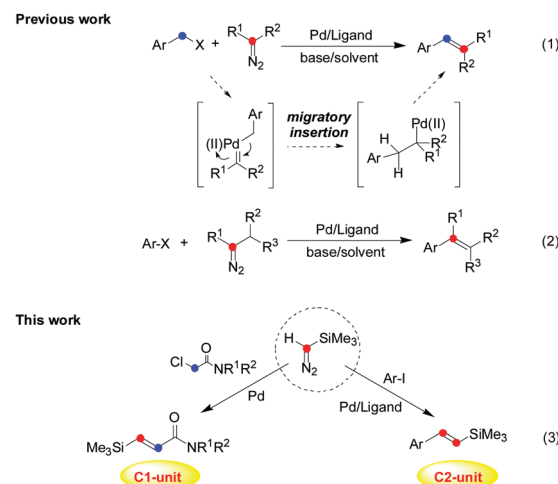 Previous work
Ar X + R1 R2 N2 Pd/Ligand base/solvent Ar R1 R2 (1)
(II)Pd Ar R1 R2 migratory insertion Pd(II) H R2 Ar R1 H
Ar-X + R1 R2 R3 N2 Pd/Ligand base/solvent R1 Ar R2 R3 (2)
This work
Cl O NR1R2 H SiMe3 N2
Pd Ar-I Pd/Ligand
Me3Si O NR1R2 Ar SiMe3 (3)
C1-unit C2-unit